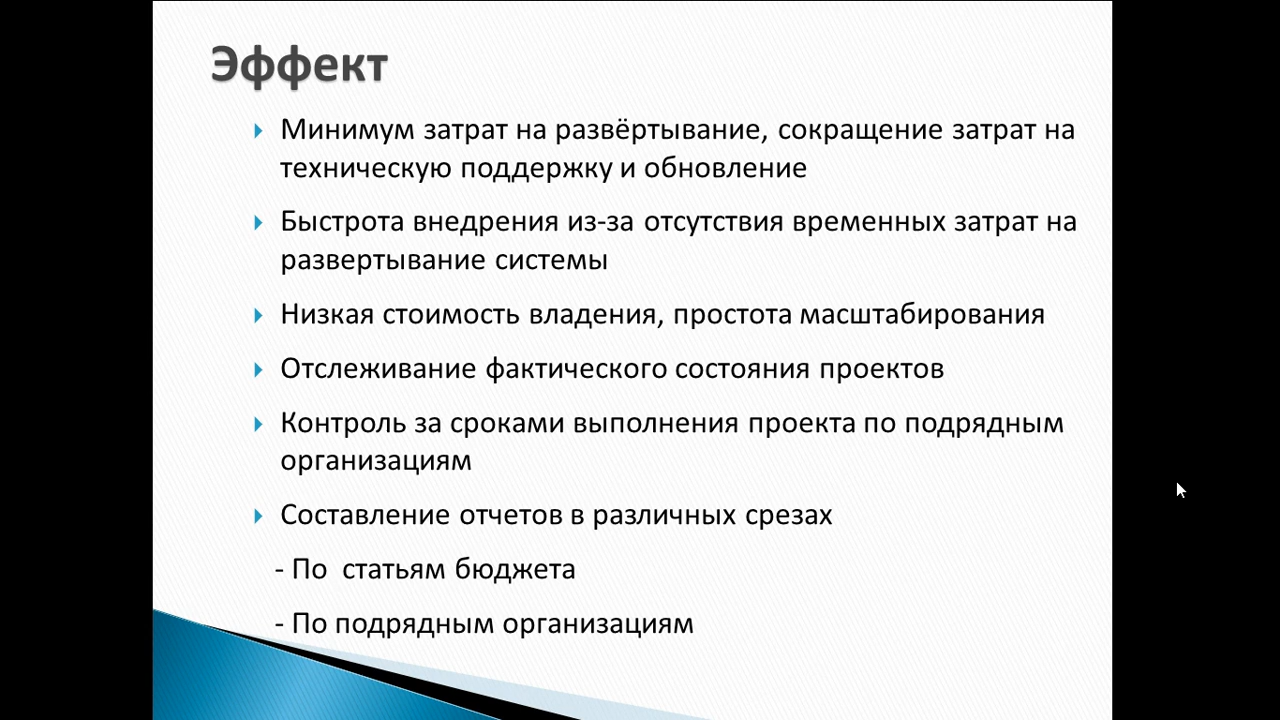 Эффект
Минимум затрат на развёртывание, сокращение затрат на
техническую поддержку и обновление
Быстрота внедрения из-за отсутствия временных затрат на
развертывание системы
Низкая стоимость владения, простота масштабирования
Отслеживание фактического состояния проектов
Контроль за сроками выполнения проекта по подрядным
организациям
Составление отчетов в различных срезах
- По  статьям бюджета
- По подрядным организациям